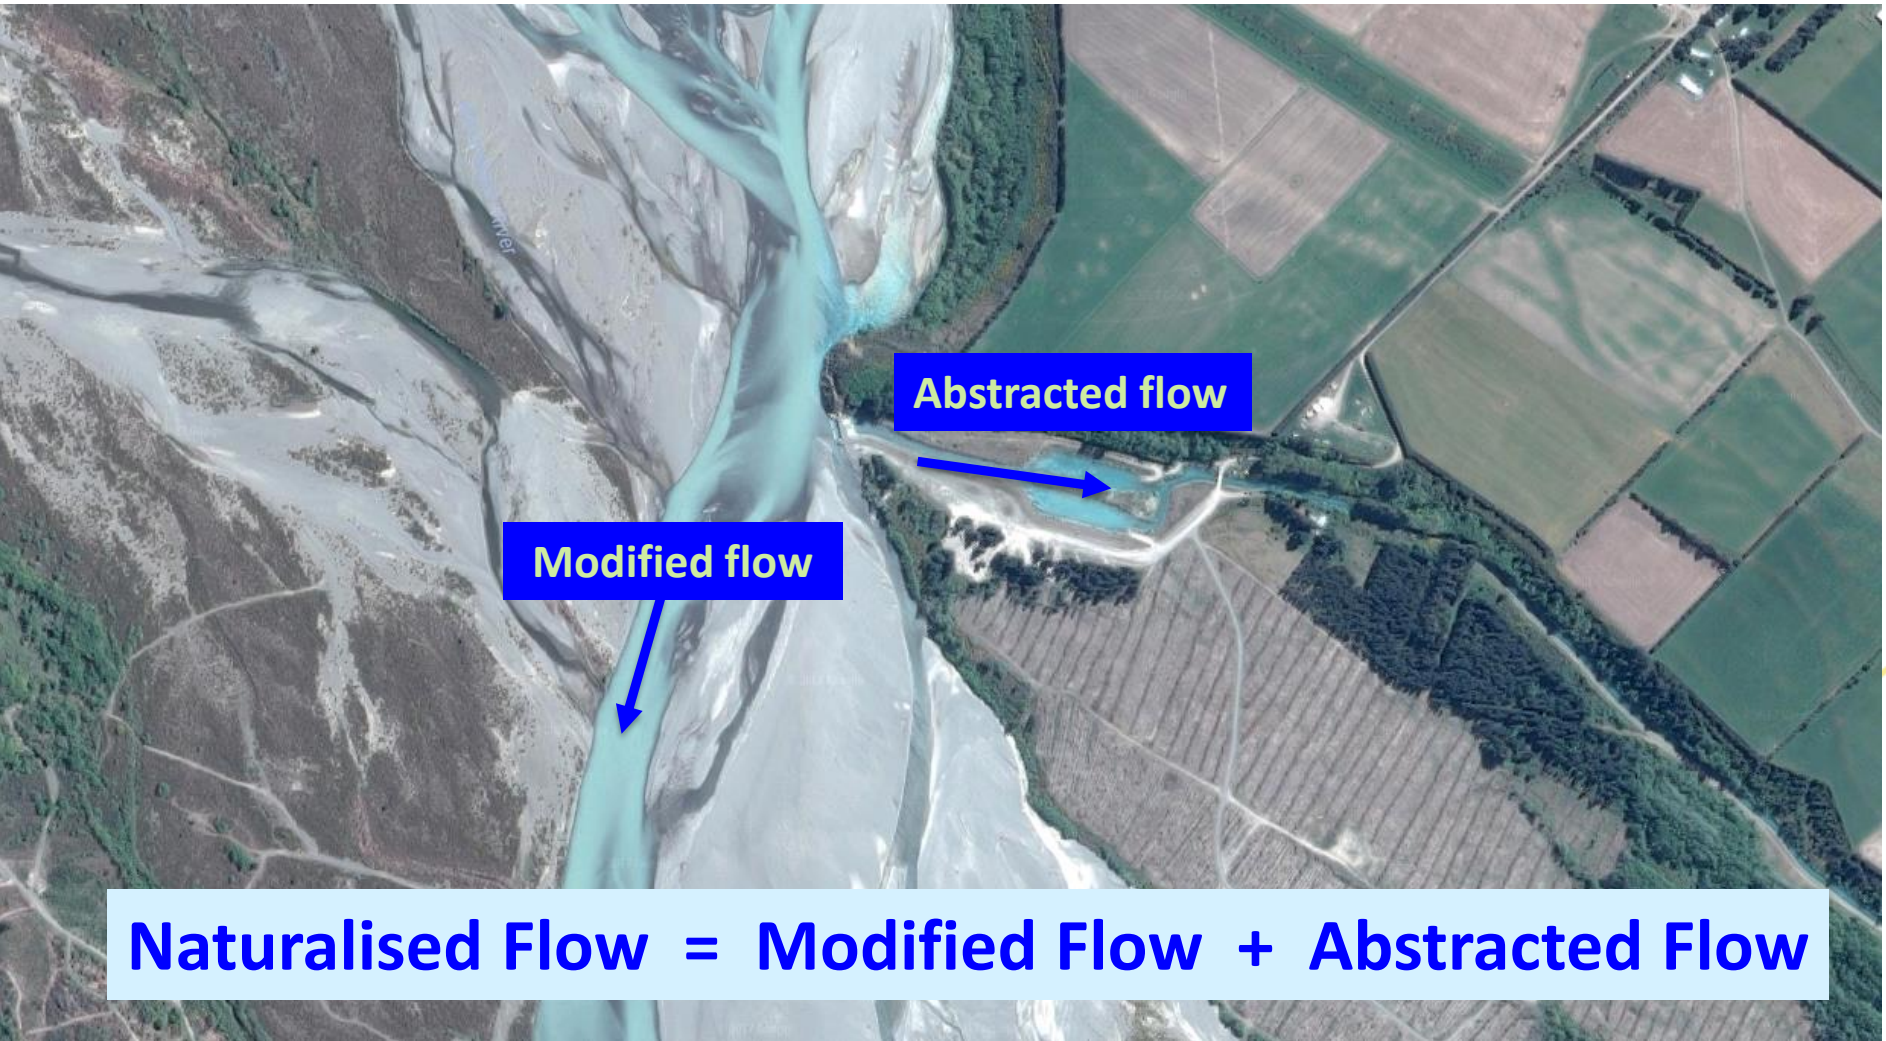 Abstracted flow
Modified flow
Naturalised Flow = Modified Flow + Abstracted Flow